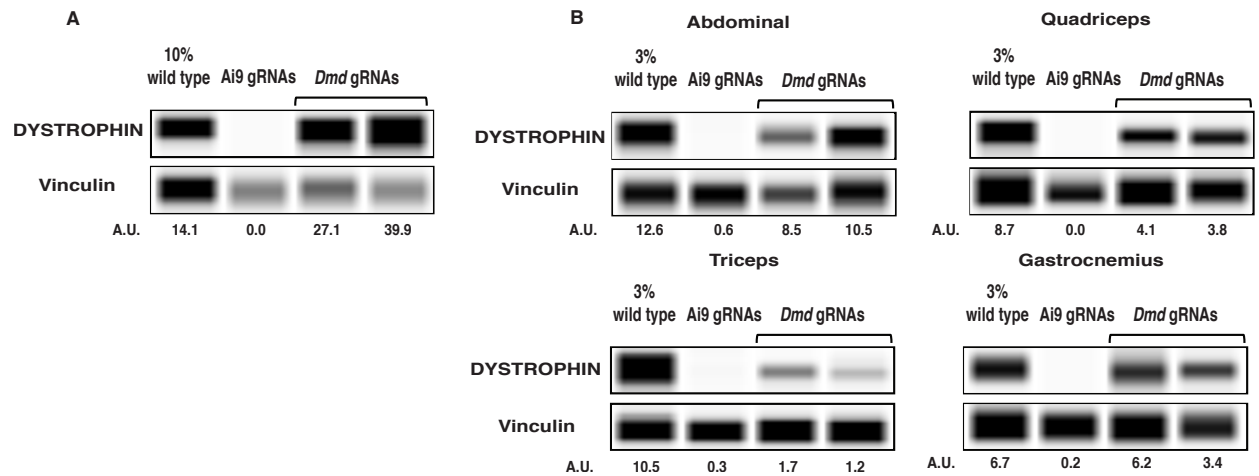 A
10%
wild type Ai9 gRNAs Dmd gRNAs
DYSTROPHIN
Vinculin
A.U. 14.1 0.0 27.1 39.9
B
Abdominal
3%
wild type Ai9 gRNAs Dmd gRNAs
DYSTROPHIN
Vinculin
A.U. 12.6 0.6 8.5 10.5
Quadriceps
3%
wild type Ai9 gRNAs Dmd gRNAs
A.U. 8.7 0.0 4.1 3.8
Triceps
3%
wild type Ai9 gRNAs Dmd gRNAs
DYSTROPHIN
Vinculin
A.U. 10.5 0.3 1.7 1.2
Gastrocnemius
3%
wild type Ai9 gRNAs Dmd gRNAs
A.U. 6.7 0.2 6.2 3.4